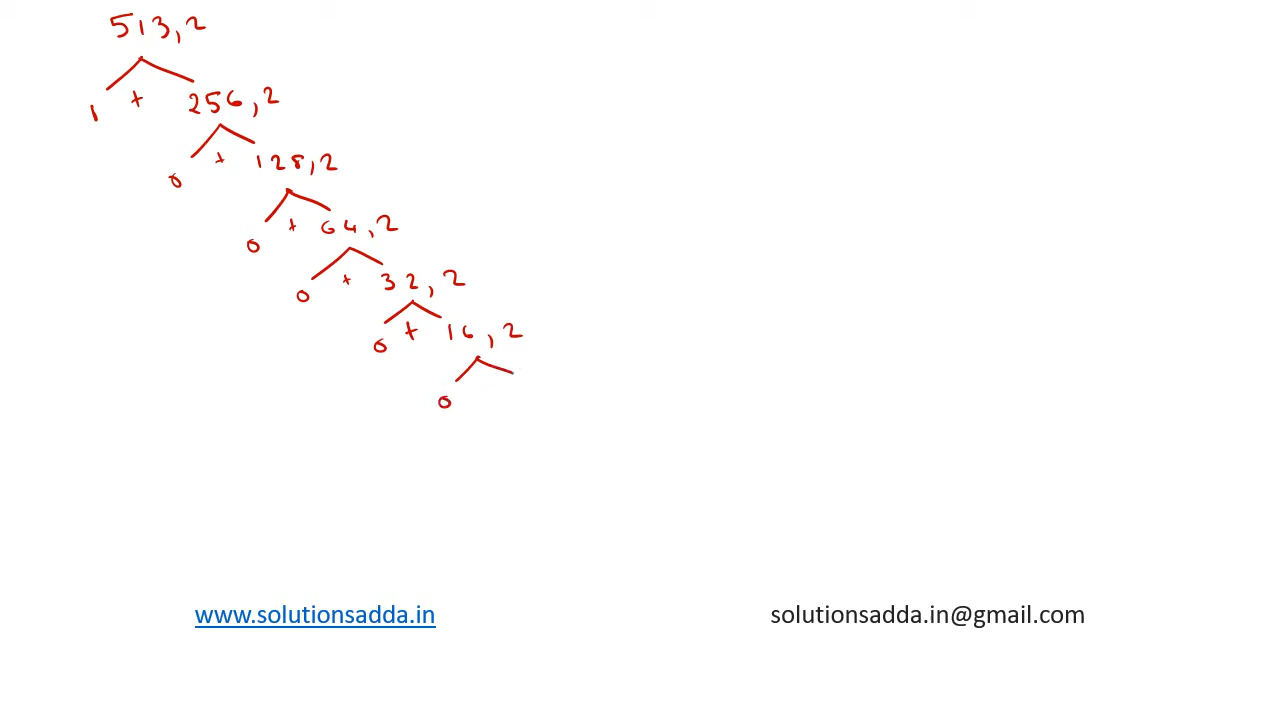 513,2
1 + 256,2
0 + 128,2
0 + 64,2
0 + 32,2
0 + 16,2
0
www.solutionsadda.in
solutionsadda.in@gmail.com